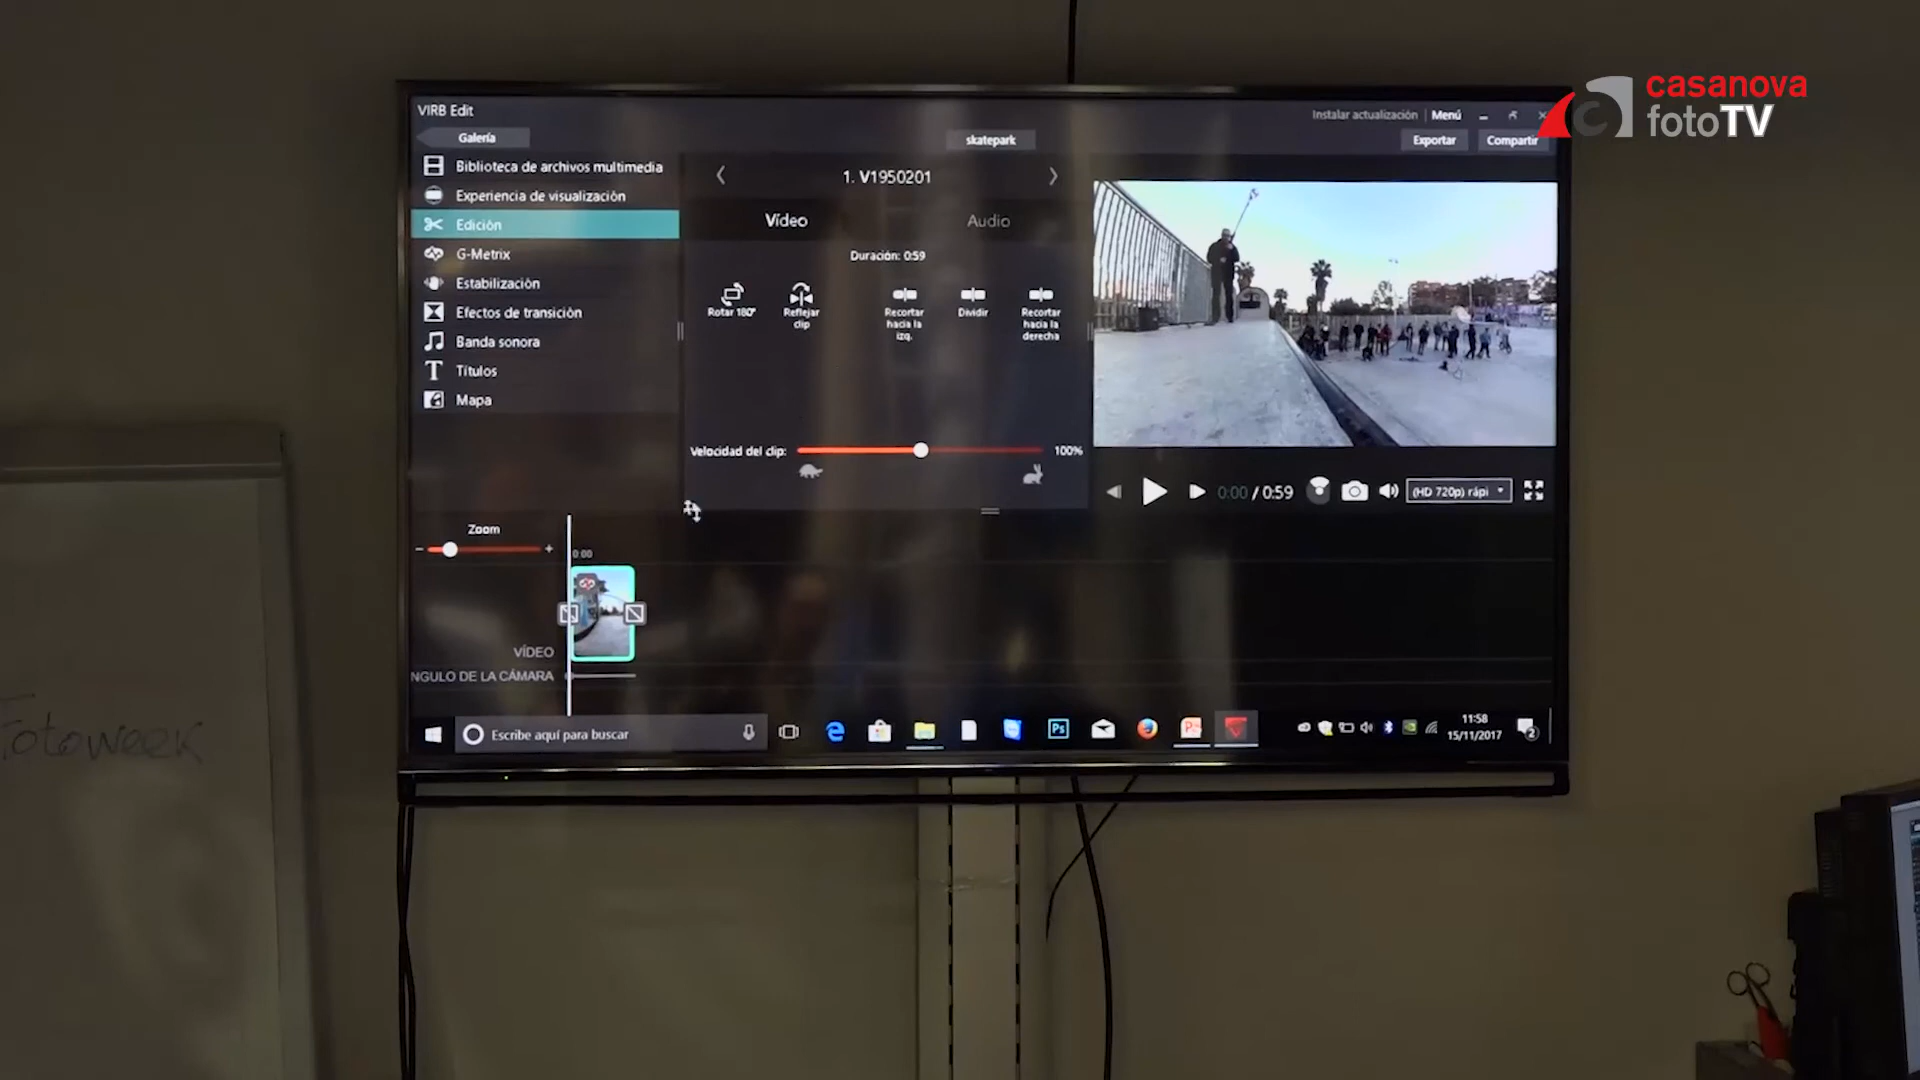 casanova
fotoTV
VIRB Edit
Instalar actualización
Menú
Galería
skatepark
Exportar
Compartir
Biblioteca de archivos multimedia
Experiencia de visualización
Edición
G-Metrix
Estabilización
Efectos de transición
Banda sonora
Títulos
Mapa
1. V1950201
Vídeo
Audio
Duración: 0:59
Rotar 180°
Reflejar
clip
Recortar
hacia la
izq.
Dividir
Recortar
hacia la
derecha
Velocidad del clip:
100%
0:00 / 0:59
(HD 720p) rápi
Zoom
0:00
VÍDEO
NGULO DE LA CÁMARA
Escribe aquí para buscar
Ps
11:58
15/11/2017
2
Fotoweek